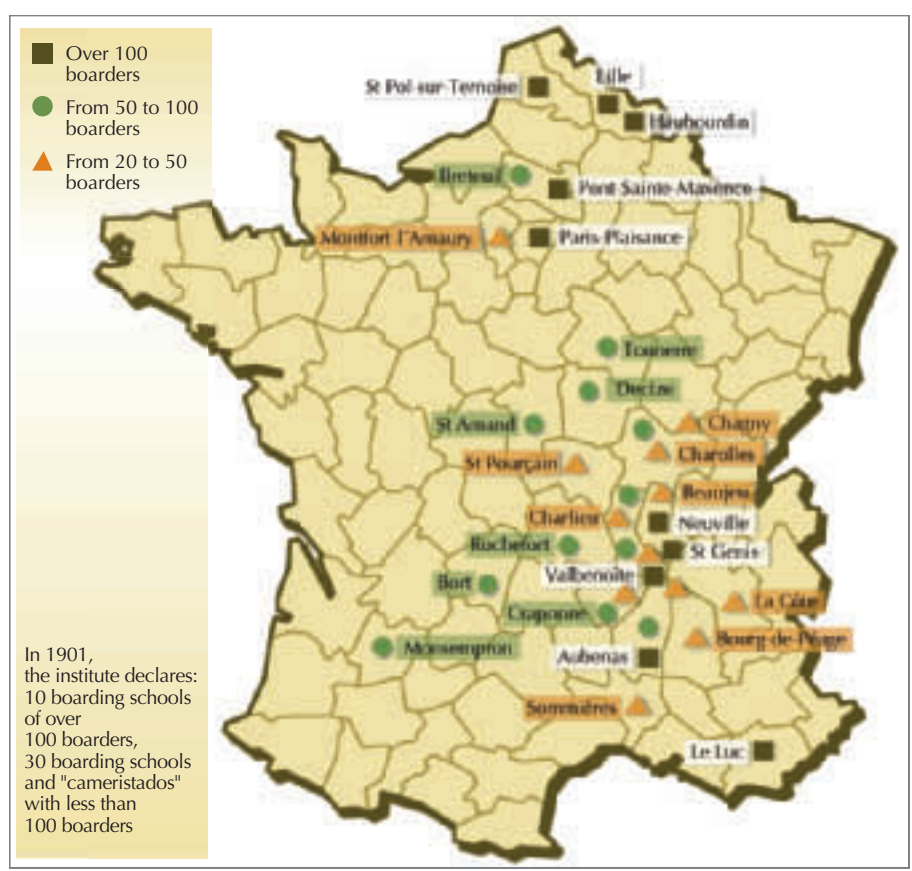 Over 100
boarders
From 50 to 100
boarders
From 20 to 50
boarders
St Pol-sur-Ternoise
Lille
Haubourdin
Breteuil
Pont-Sainte-Maxence
Montfort l'Amaury
Paris-Plaisance
Tonnerre
Decize
St Amand
Chagny
Charolles
St Pourçain
Beaujeu
Charlieu
Neuville
Rochefort
St Genis
Valbenoîte
Bort
La Côte
Craponne
Bourg-de-Péage
Monsempron
Aubenas
Sommières
Le Luc
In 1901,
the institute declares:
10 boarding schools
of over
100 boarders,
30 boarding schools
and "cameristados"
with less than
100 boarders